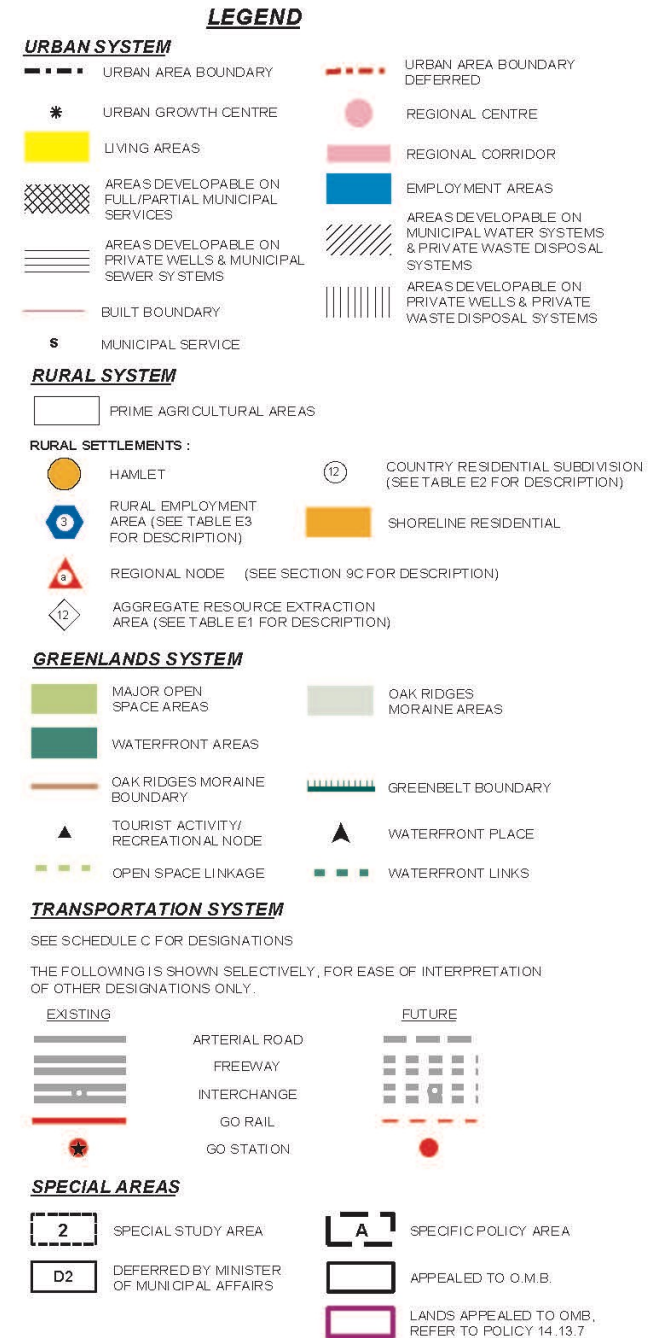 LEGEND
URBAN SYSTEM
URBAN AREA BOUNDARY
URBAN AREA BOUNDARY
DEFERRED
URBAN GROWTH CENTRE
REGIONAL CENTRE
LIVING AREAS
REGIONAL CORRIDOR
AREAS DEVELOPABLE ON
FULL/PARTIAL MUNICIPAL
SERVICES
EMPLOYMENT AREAS
AREAS DEVELOPABLE ON
PRIVATE WELLS & MUNICIPAL
SEWER SYSTEMS
AREAS DEVELOPABLE ON
MUNICIPAL WATER SYSTEMS
& PRIVATE WASTE DISPOSAL
SYSTEMS
BUILT BOUNDARY
AREAS DEVELOPABLE ON
PRIVATE WELLS & PRIVATE
WASTE DISPOSAL SYSTEMS
s MUNICIPAL SERVICE
RURAL SYSTEM
PRIME AGRICULTURAL AREAS
RURAL SETTLEMENTS :
HAMLET
12 COUNTRY RESIDENTIAL SUBDIVISION
(SEE TABLE E2 FOR DESCRIPTION)
3 RURAL EMPLOYMENT
AREA (SEE TABLE E3
FOR DESCRIPTION)
SHORELINE RESIDENTIAL
a REGIONAL NODE (SEE SECTION 9C FOR DESCRIPTION)
12 AGGREGATE RESOURCE EXTRACTION
AREA (SEE TABLE E1 FOR DESCRIPTION)
GREENLANDS SYSTEM
MAJOR OPEN
SPACE AREAS
OAK RIDGES
MORAINE AREAS
WATERFRONT AREAS
OAK RIDGES MORAINE
BOUNDARY
GREENBELT BOUNDARY
TOURIST ACTIVITY/
RECREATIONAL NODE
WATERFRONT PLACE
OPEN SPACE LINKAGE
WATERFRONT LINKS
TRANSPORTATION SYSTEM
SEE SCHEDULE C FOR DESIGNATIONS
THE FOLLOWING IS SHOWN SELECTIVELY, FOR EASE OF INTERPRETATION
OF OTHER DESIGNATIONS ONLY.
EXISTING FUTURE
ARTERIAL ROAD
FREEWAY
INTERCHANGE
GO RAIL
GO STATION
SPECIAL AREAS
2 SPECIAL STUDY AREA
A SPECIFIC POLICY AREA
D2 DEFERRED BY MINISTER
OF MUNICIPAL AFFAIRS
APPEALED TO O.M.B.
LANDS APPEALED TO OMB,
REFER TO POLICY 14.13.7